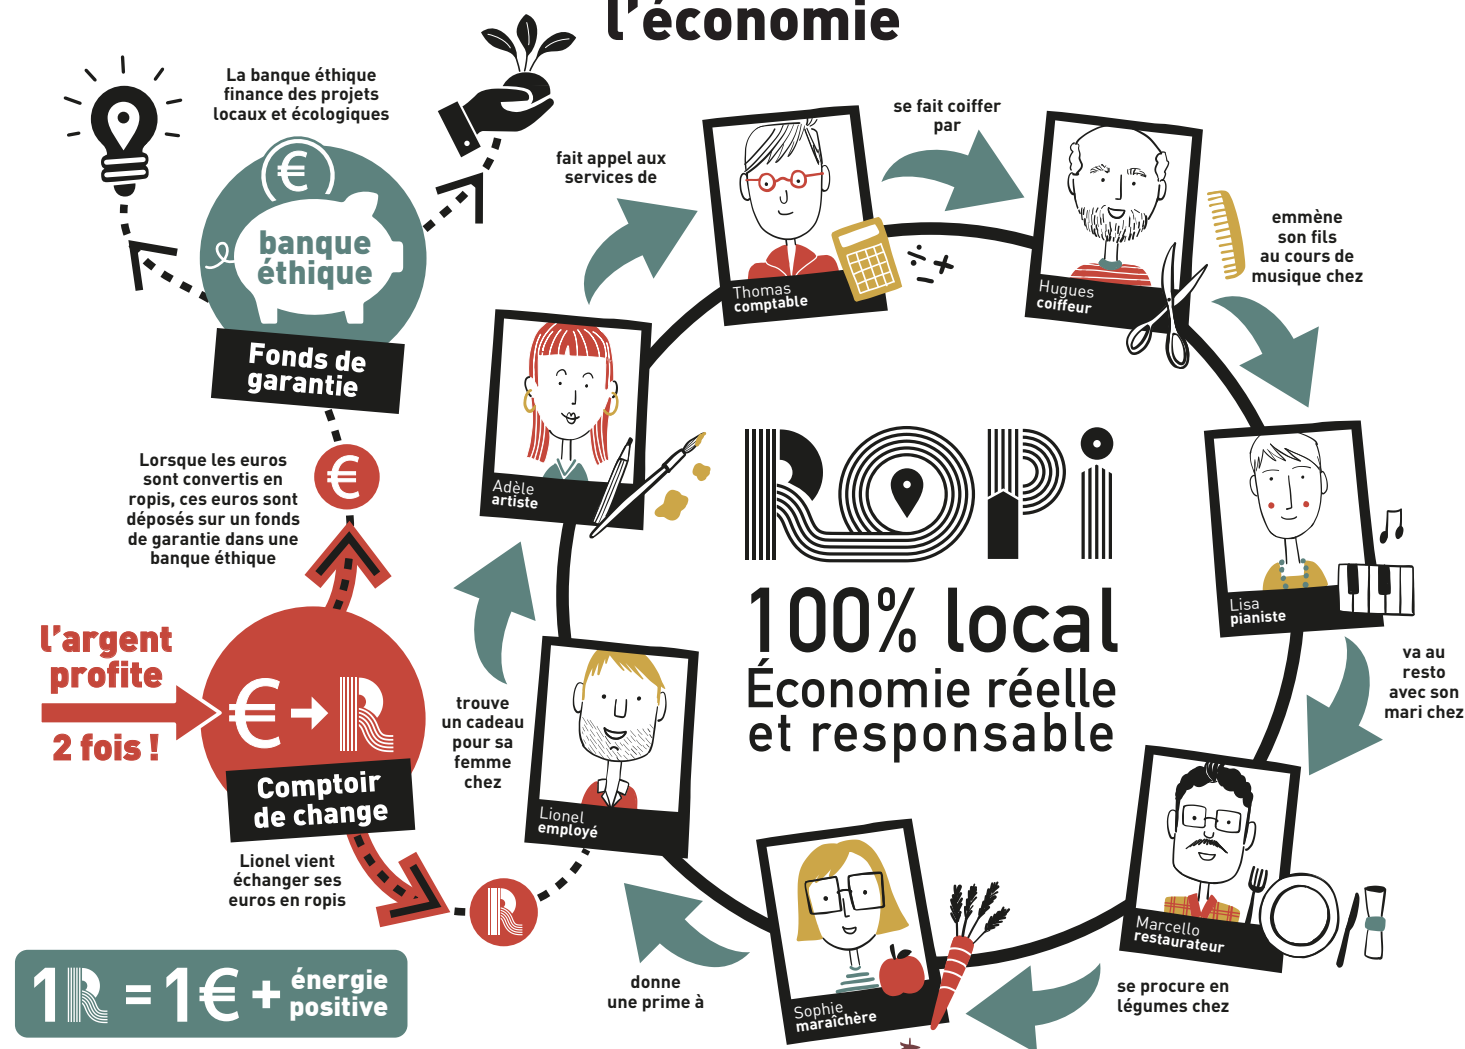 l'économie
La banque éthique
finance des projets
locaux et écologiques
€
banque
éthique
Fonds de
garantie
€
Lorsque les euros
sont convertis en
ropis, ces euros sont
déposés sur un fonds
de garantie dans une
banque éthique
l'argent
profite
2 fois !
€ → R
Comptoir
de change
Lionel vient
échanger ses
euros en ropis
R
1R = 1€ + énergie
positive
fait appel aux
services de
Thomas
comptable
se fait coiffer
par
Hugues
coiffeur
emmène
son fils
au cours de
musique chez
Lisa
pianiste
va au
resto
avec son
mari chez
Marcello
restaurateur
se procure en
légumes chez
Sophie
maraîchère
donne
une prime à
Lionel
employé
trouve
un cadeau
pour sa
femme
chez
Adèle
artiste
ROPi
100% local
Économie réelle
et responsable